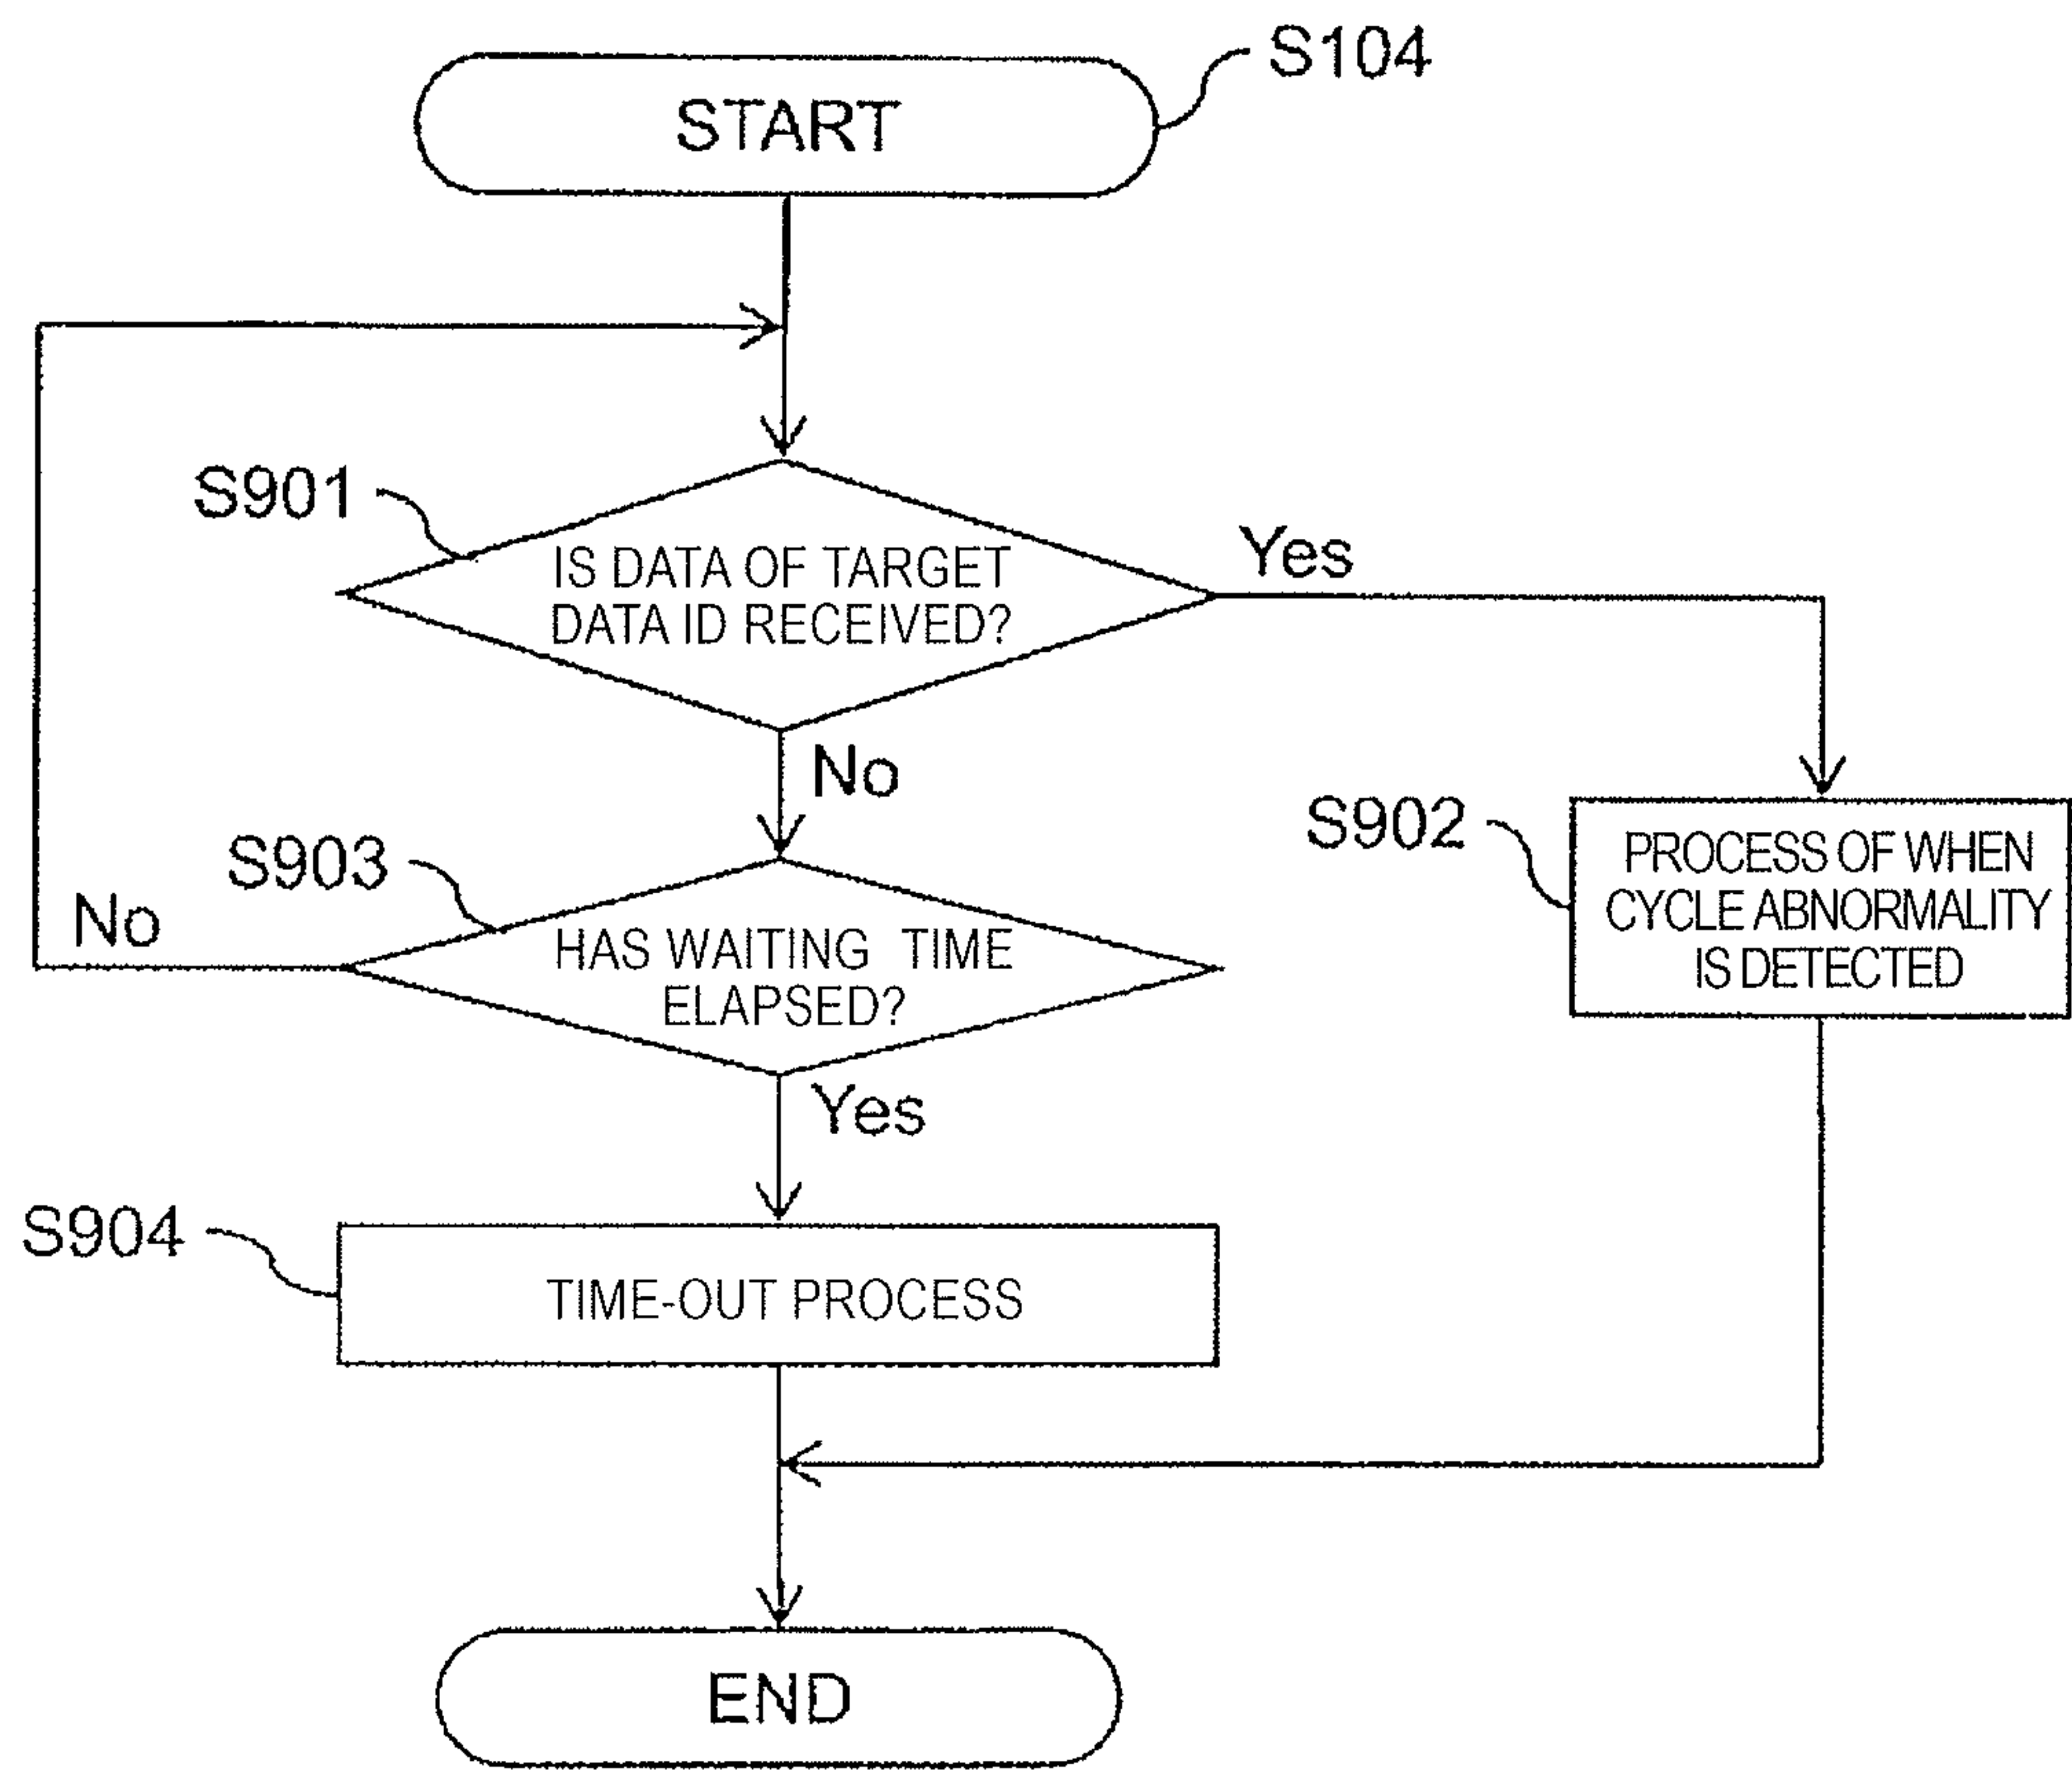 S104
START
S901
IS DATA OF TARGET
DATA ID RECEIVED?
Yes
No
S902
PROCESS OF WHEN
CYCLE ABNORMALITY
IS DETECTED
S903
No
HAS WAITING TIME
ELAPSED?
Yes
S904
TIME-OUT PROCESS
END